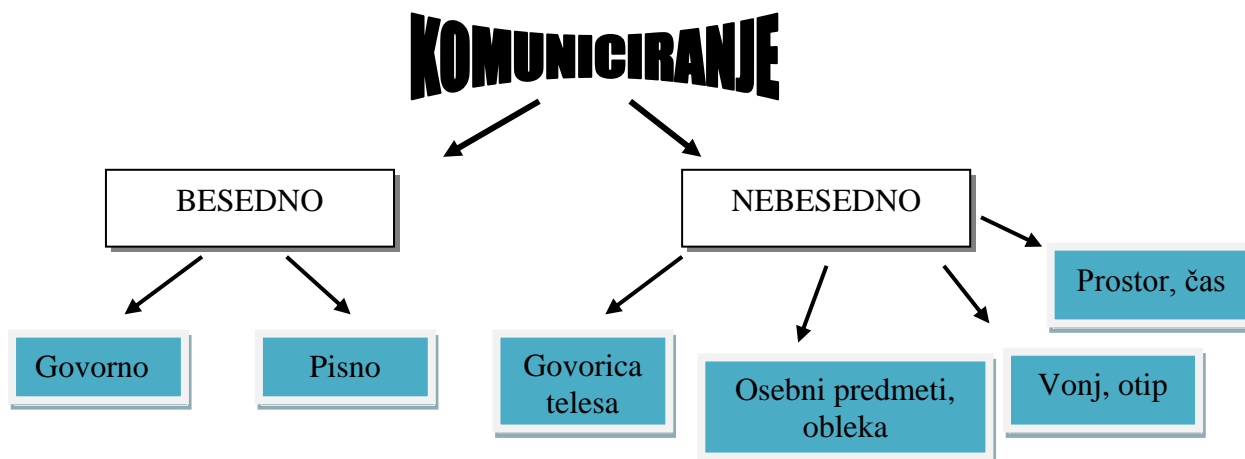 KOMUNICIRANJE
BESEDNO
NEBESEDNO
Prostor, čas
Govorno
Pisno
Govorica
telesa
Osebni predmeti,
obleka
Vonj, otip